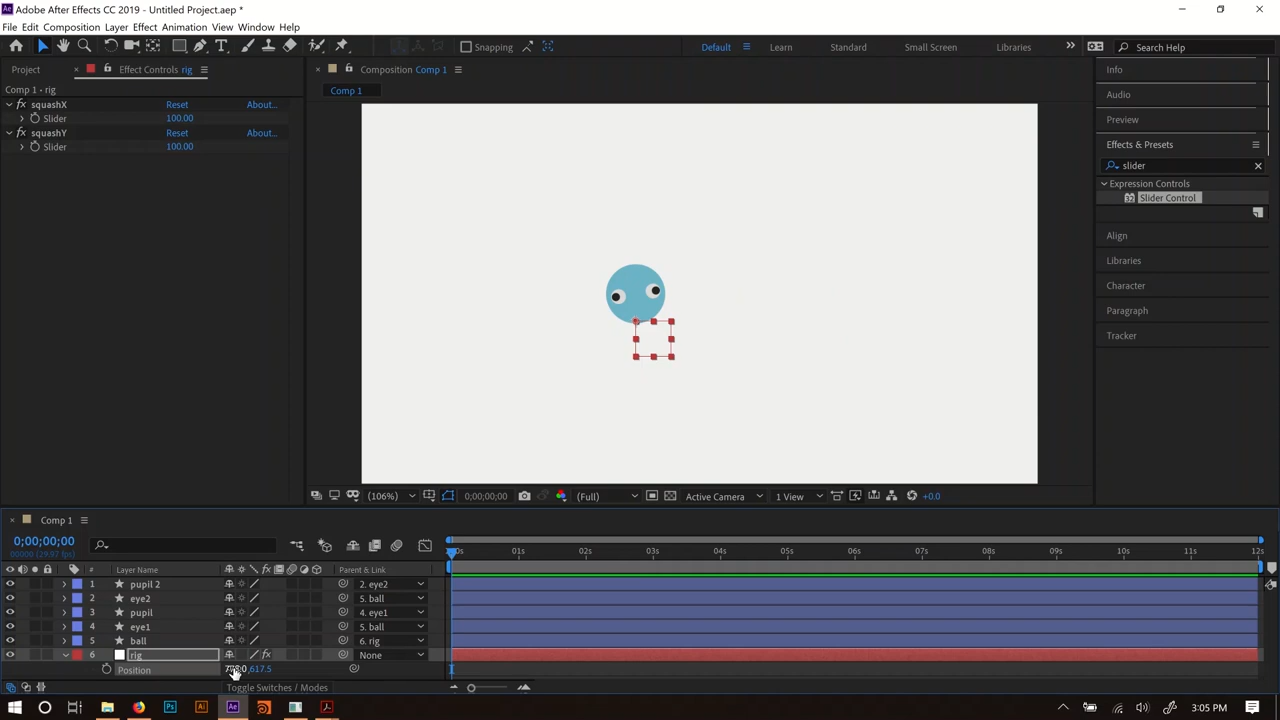 Adobe After Effects CC 2019 - Untitled Project.aep *
File Edit Composition Layer Effect Animation View Window Help
Snapping
Default
Learn
Standard
Small Screen
Libraries
Search Help
Project
Effect Controls rig
Composition Comp 1
Info
Comp 1 • rig
Comp 1
Audio
squashX Reset About...
Slider 100.00
Preview
squashY Reset About...
Slider 100.00
Effects & Presets
slider
Expression Controls
Slider Control
Align
Libraries
Character
Paragraph
Tracker
(106%)
0;00;00;00
(Full)
Active Camera
1 View
+0.0
Comp 1
0;00;00;00
00000 (29.97 fps)
01s 02s 03s 04s 05s 06s 07s 08s 09s 10s 11s 12s
# Layer Name Parent & Link
1 pupil 2 2. eye2
2 eye2 5. ball
3 pupil 4. eye1
4 eye1 5. ball
5 ball 6. rig
6 rig None
Position ,617.5
Toggle Switches / Modes
3:05 PM